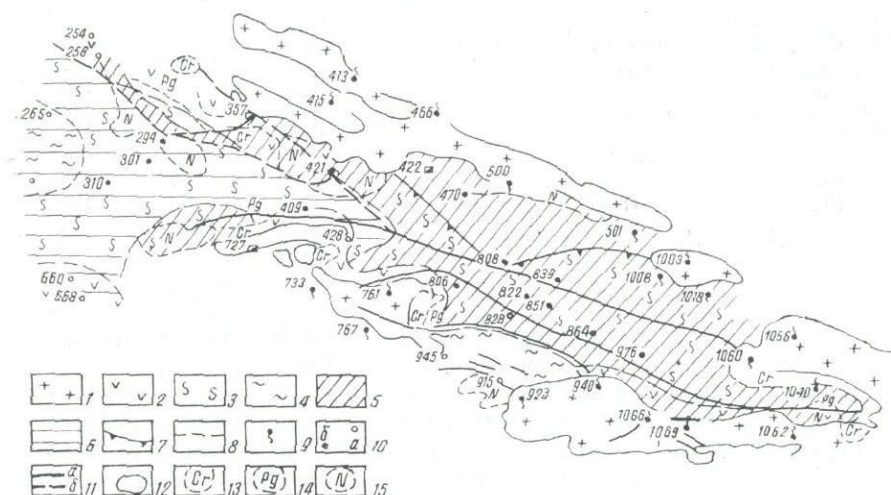 254
256
Cr
Pg
413
415
466
265
357
N
294
301
N
Cr
N
421
422
500
310
409
Pg
470
N
501
N
Cr
727
428
Cr
808
839
1003
1008
1018
660
668
733
761
806
822
851
828
Cr
Pg
767
864
976
1056
1060
945
915
N
923
940
Cr
1040
Pg
N
Cr
1066
1069
1062
1
2
3
4
5
6
7
8
9
б а 10
а б 11
12
Cr 13
Pg 14
N 15